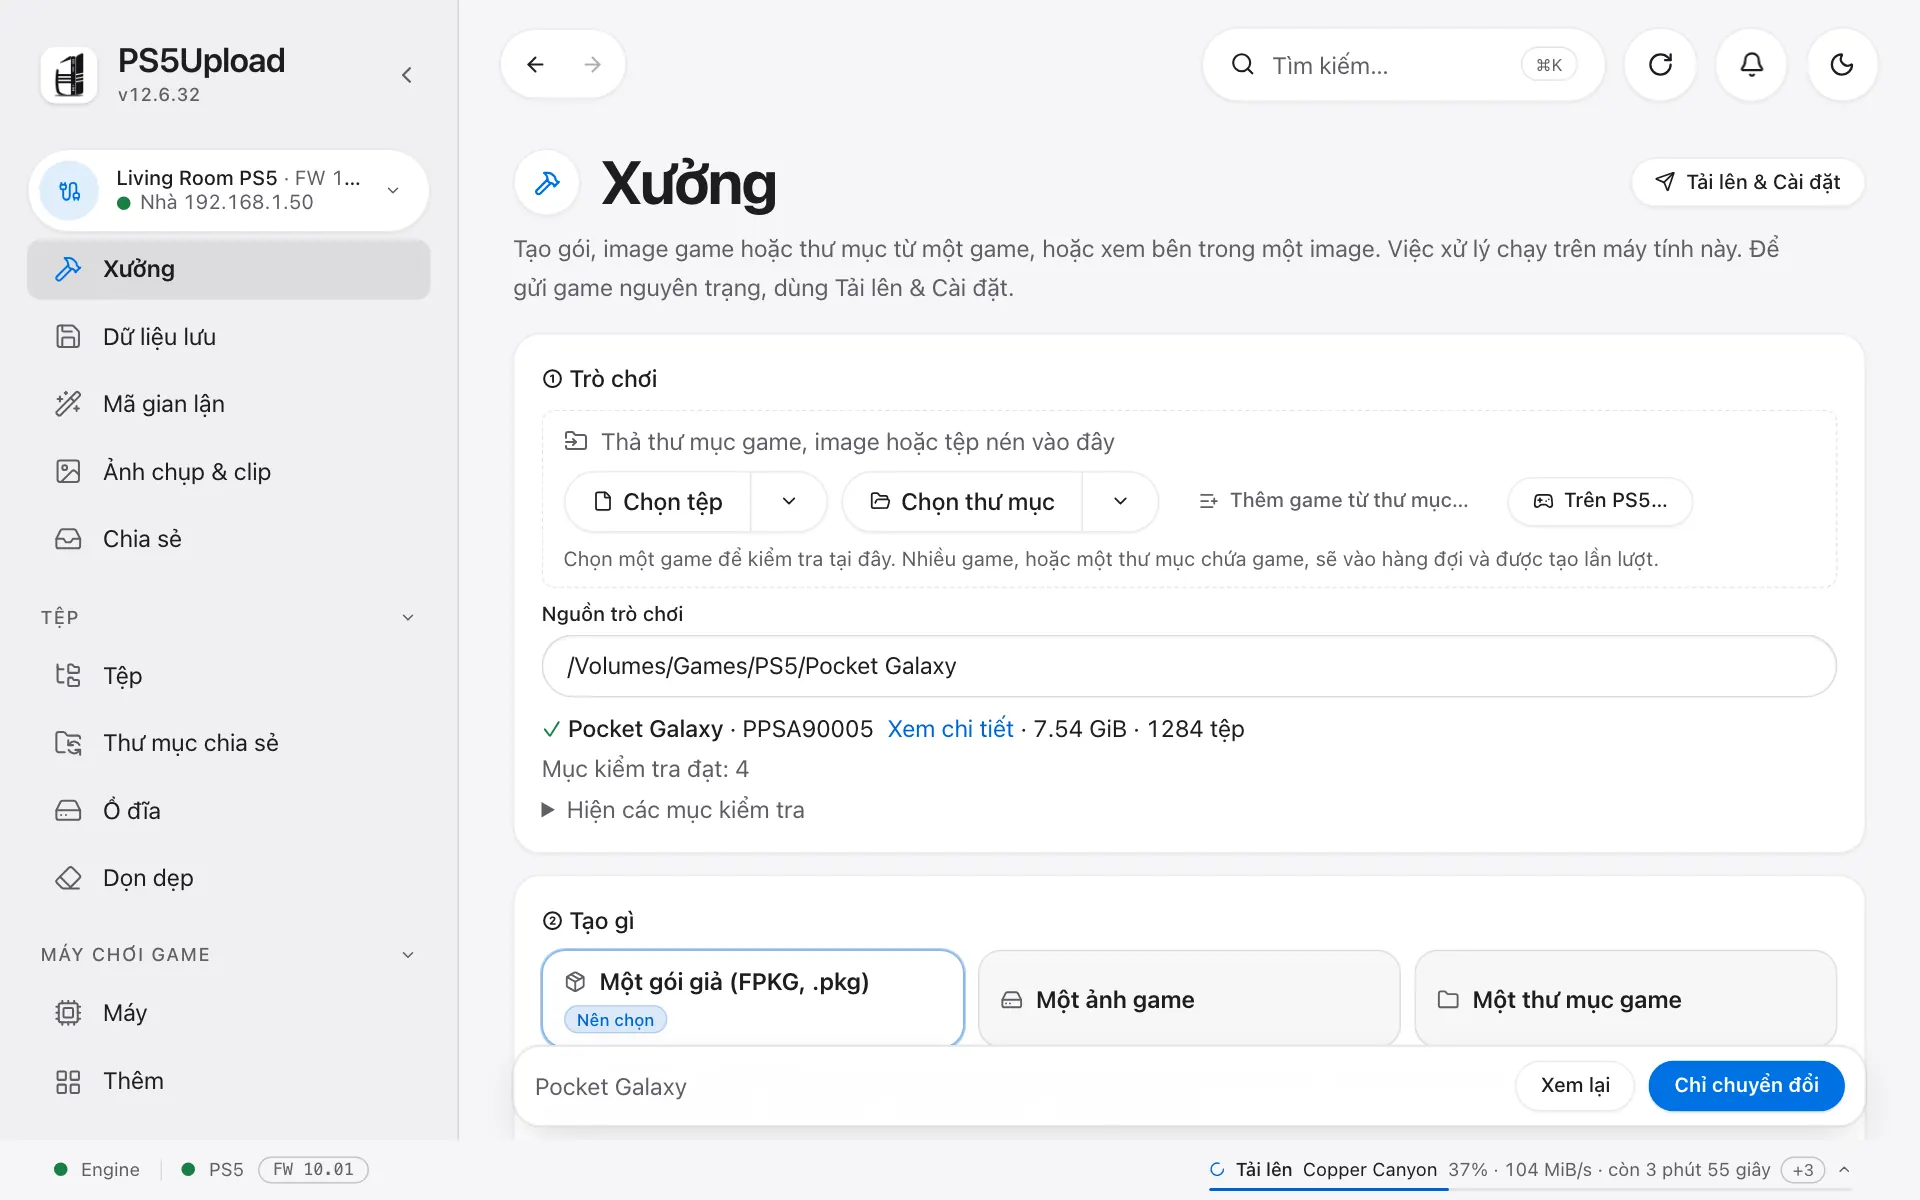 PS5Upload
v12.6.32
Living Room PS5 · FW 1...
Nhà 192.168.1.50
Xưởng
Dữ liệu lưu
Mã gian lận
Ảnh chụp & clip
Chia sẻ
TỆP
Tệp
Thư mục chia sẻ
Ổ đĩa
Dọn dẹp
MÁY CHƠI GAME
Máy
Thêm
Tìm kiếm...
⌘K
Xưởng
Tải lên & Cài đặt
Tạo gói, image game hoặc thư mục từ một game, hoặc xem bên trong một image. Việc xử lý chạy trên máy tính này. Để
gửi game nguyên trạng, dùng Tải lên & Cài đặt.
① Trò chơi
Thả thư mục game, image hoặc tệp nén vào đây
Chọn tệp
Chọn thư mục
Thêm game từ thư mục...
Trên PS5...
Chọn một game để kiểm tra tại đây. Nhiều game, hoặc một thư mục chứa game, sẽ vào hàng đợi và được tạo lần lượt.
Nguồn trò chơi
/Volumes/Games/PS5/Pocket Galaxy
✓ Pocket Galaxy · PPSA90005 Xem chi tiết · 7.54 GiB · 1284 tệp
Mục kiểm tra đạt: 4
▶ Hiện các mục kiểm tra
② Tạo gì
Một gói giả (FPKG, .pkg)
Nên chọn
Một ảnh game
Một thư mục game
Pocket Galaxy
Xem lại
Chỉ chuyển đổi
Engine
PS5
FW 10.01
Tải lên Copper Canyon 37% · 104 MiB/s · còn 3 phút 55 giây
+3